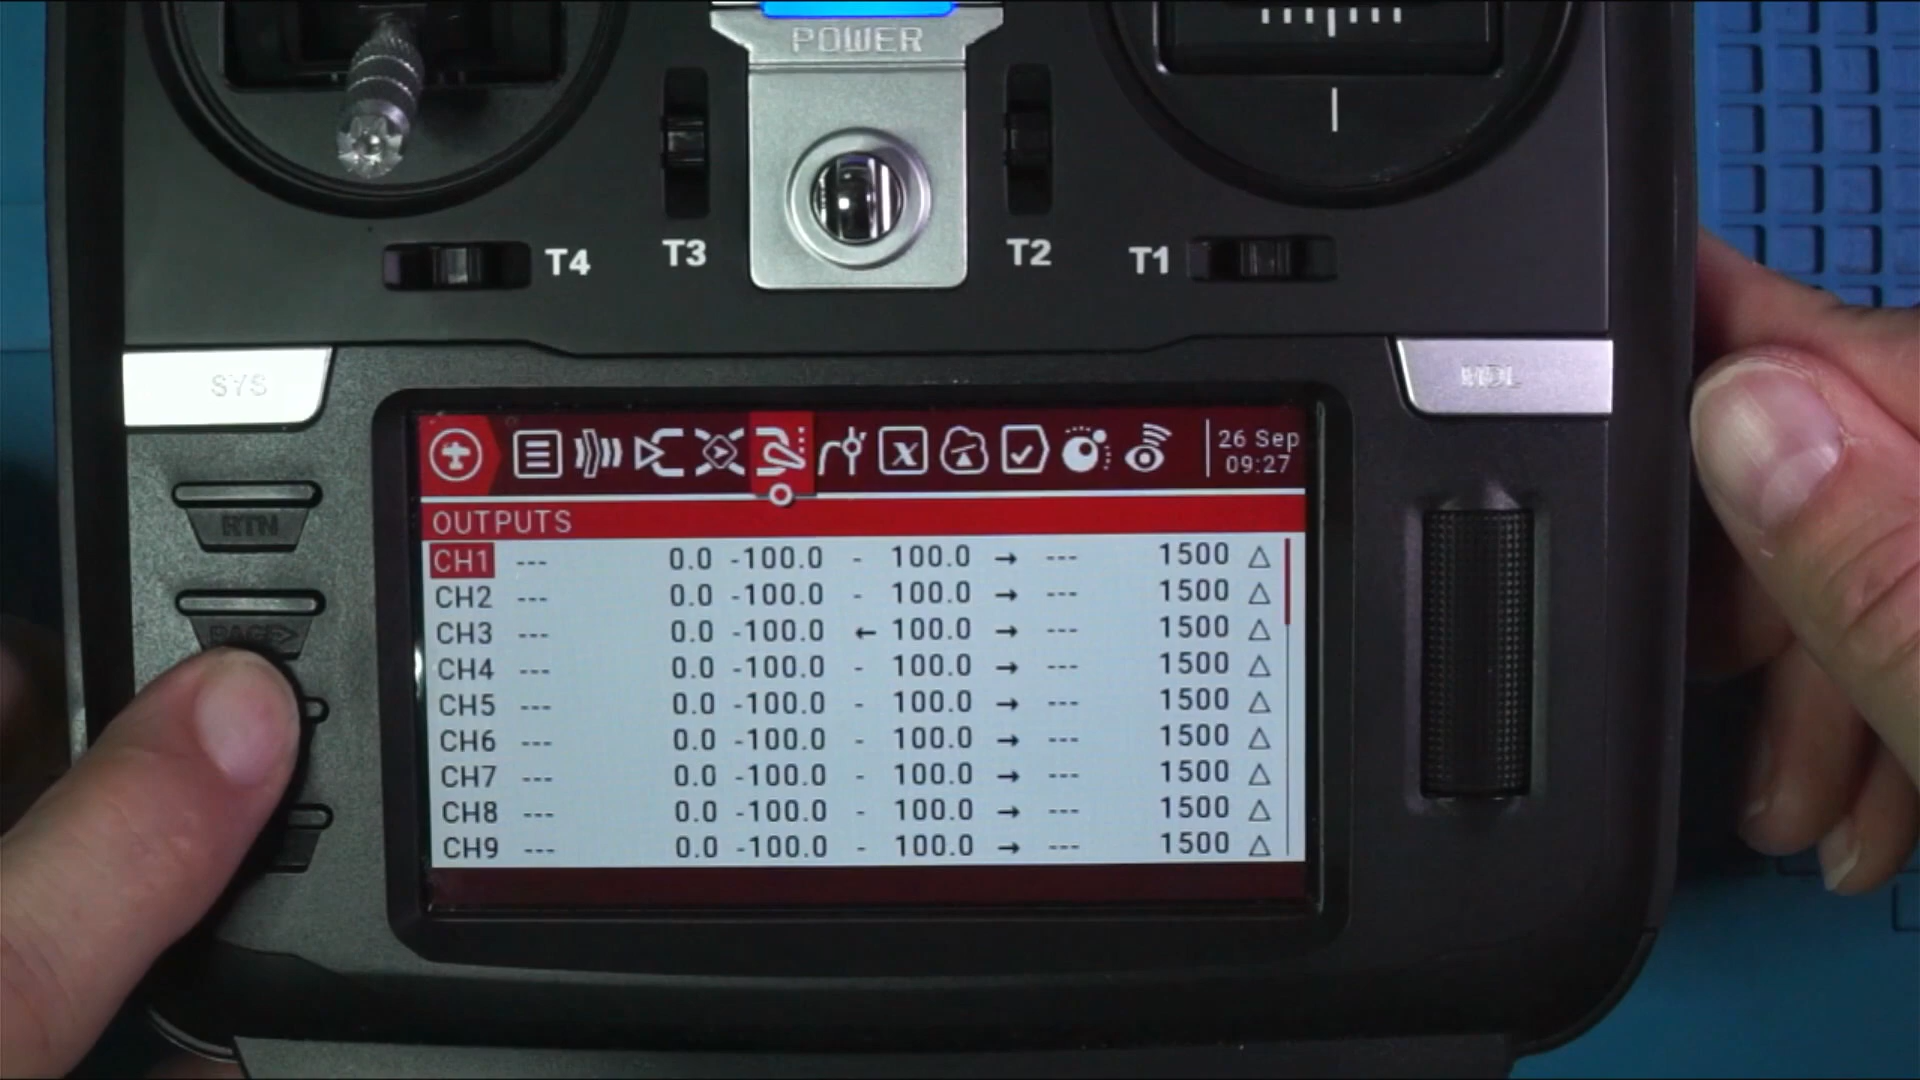 POWER
T4
T3
T2
T1
SYS
MDL
26 Sep
09:27
RTN
PAGE>
OUTPUTS
CH1 --- 0.0 -100.0 - 100.0 → --- 1500 △
CH2 --- 0.0 -100.0 - 100.0 → --- 1500 △
CH3 --- 0.0 -100.0 ← 100.0 → --- 1500 △
CH4 --- 0.0 -100.0 - 100.0 → --- 1500 △
CH5 --- 0.0 -100.0 - 100.0 → --- 1500 △
CH6 --- 0.0 -100.0 - 100.0 → --- 1500 △
CH7 --- 0.0 -100.0 - 100.0 → --- 1500 △
CH8 --- 0.0 -100.0 - 100.0 → --- 1500 △
CH9 --- 0.0 -100.0 - 100.0 → --- 1500 △